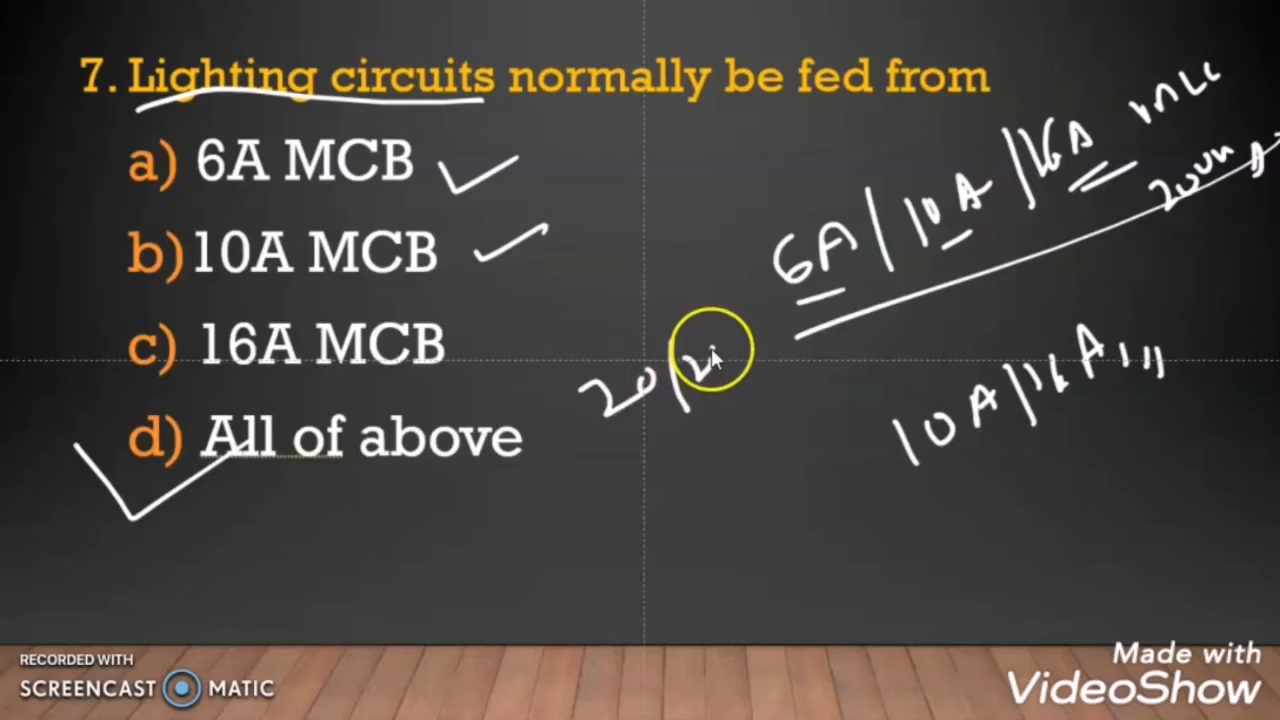 7. Lighting circuits normally be fed from
a) 6A MCB
b) 10A MCB
c) 16A MCB
d) All of above
6A / 10A / 16A
10A / 16A
20 /
RECORDED WITH
SCREENCAST MATIC
Made with
VideoShow